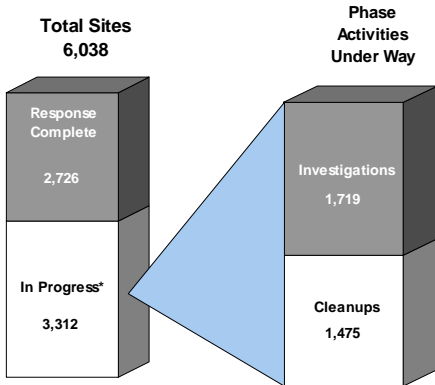 Total Sites
6,038
Response
Complete
2,726
In Progress*
3,312
Phase
Activities
Under Way
Investigations
1,719
Cleanups
1,475